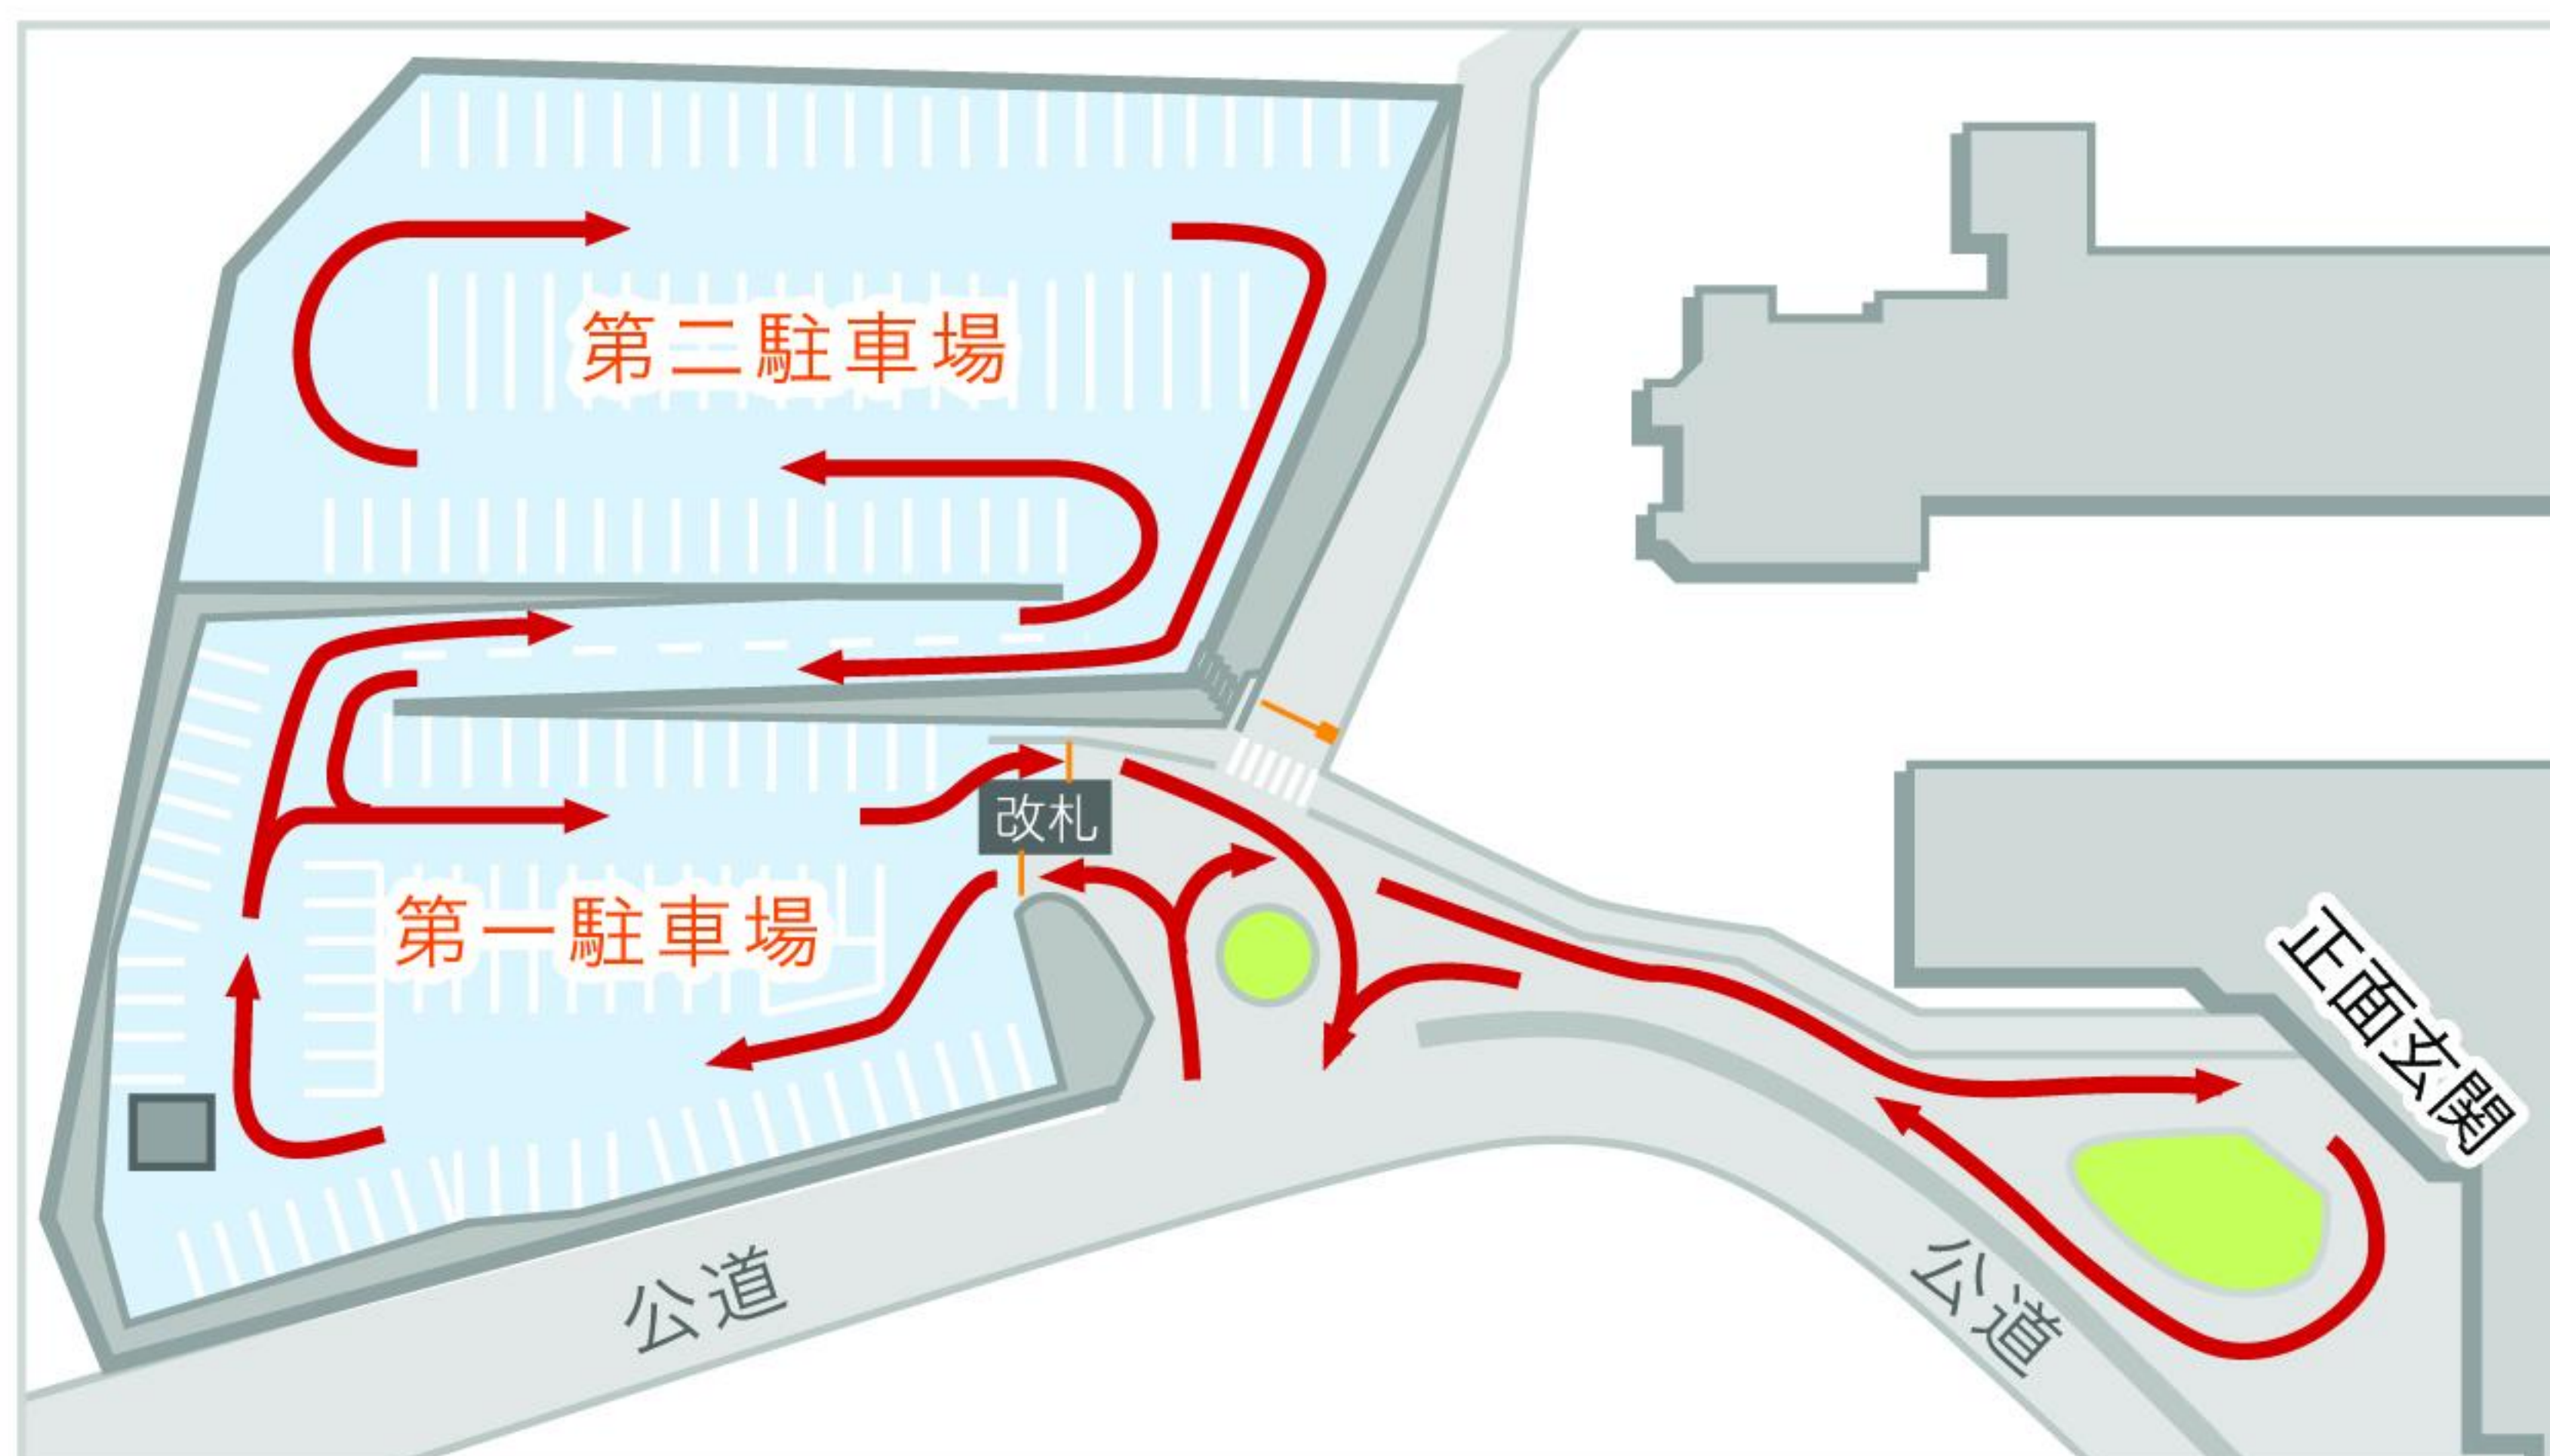 第二駐車場
改札
第一駐車場
正面玄関
公道
公道